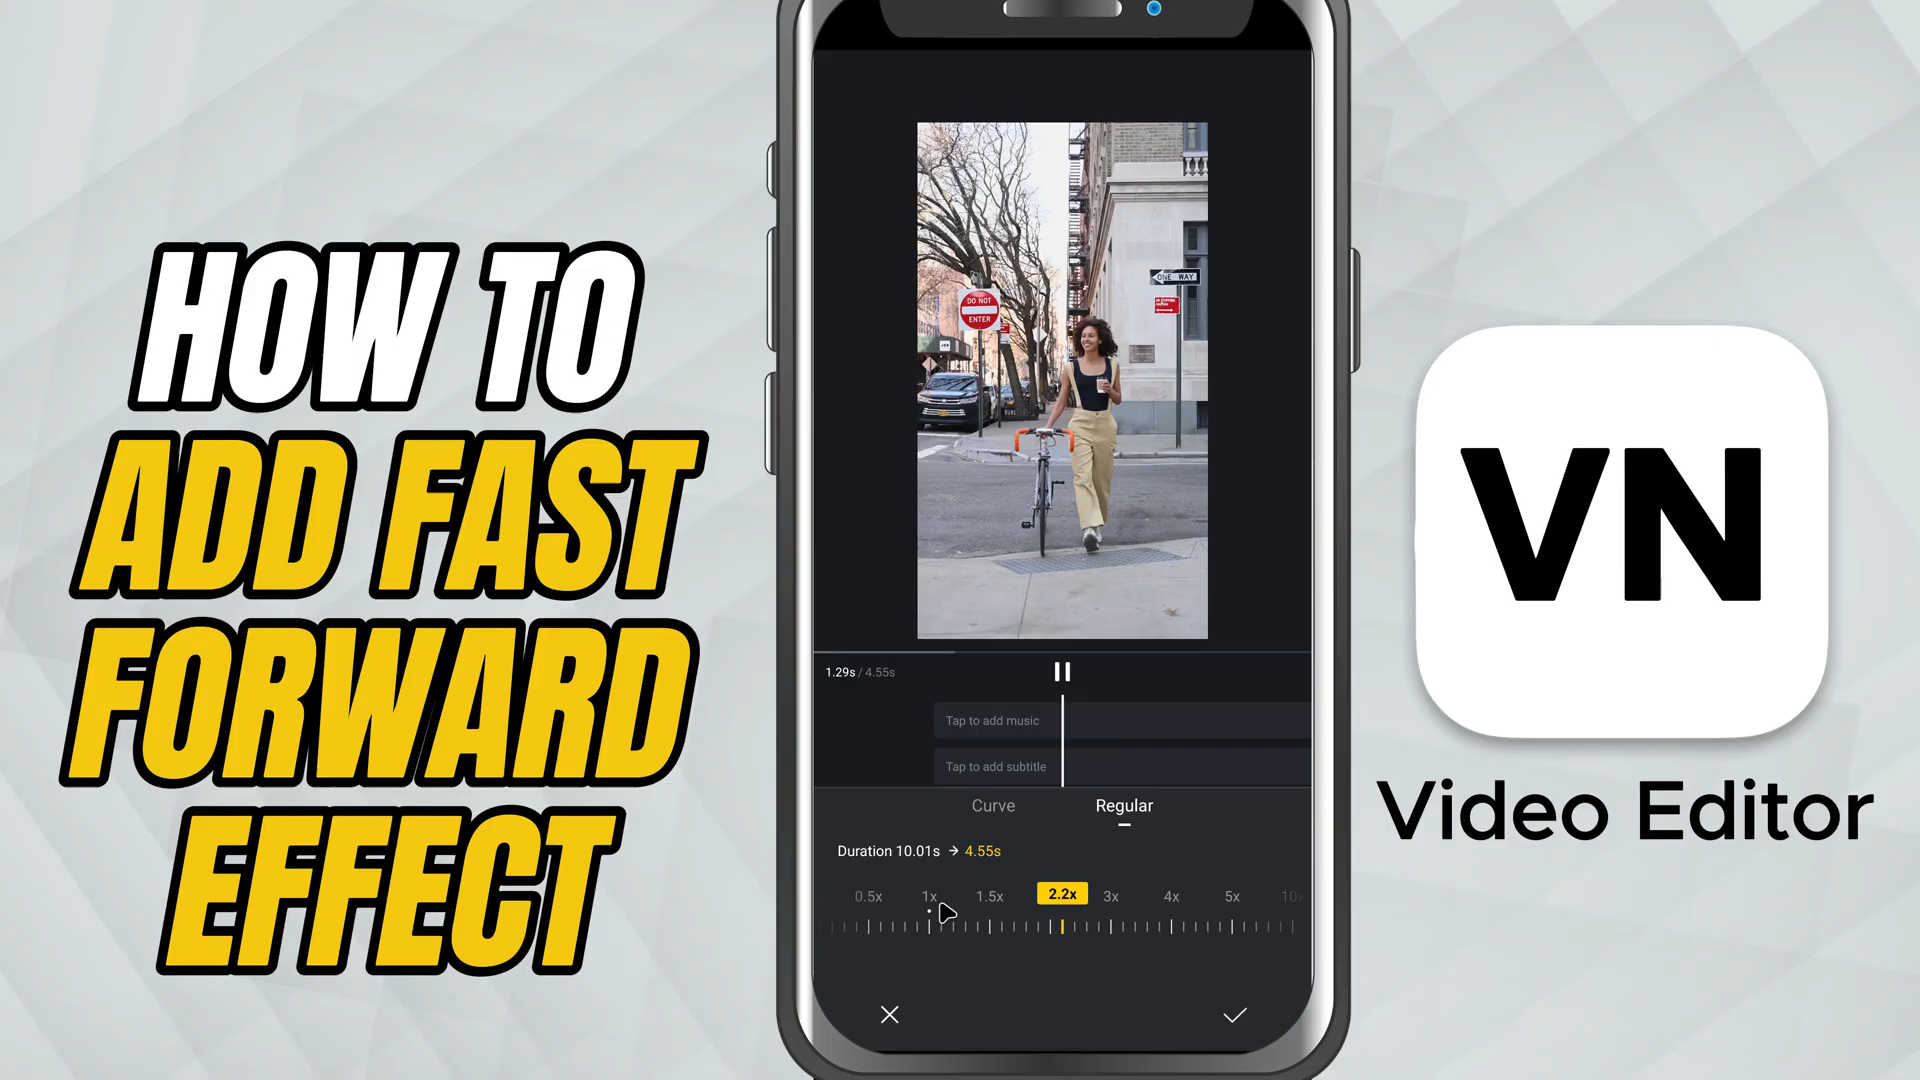 HOW TO
ADD FAST
FORWARD
EFFECT
ONE WAY
DO NOT
ENTER
1.29s / 4.55s
Tap to add music
Tap to add subtitle
Curve
Regular
Duration 10.01s → 4.55s
0.5x
1x
1.5x
2.2x
3x
4x
5x
10x
VN
Video Editor